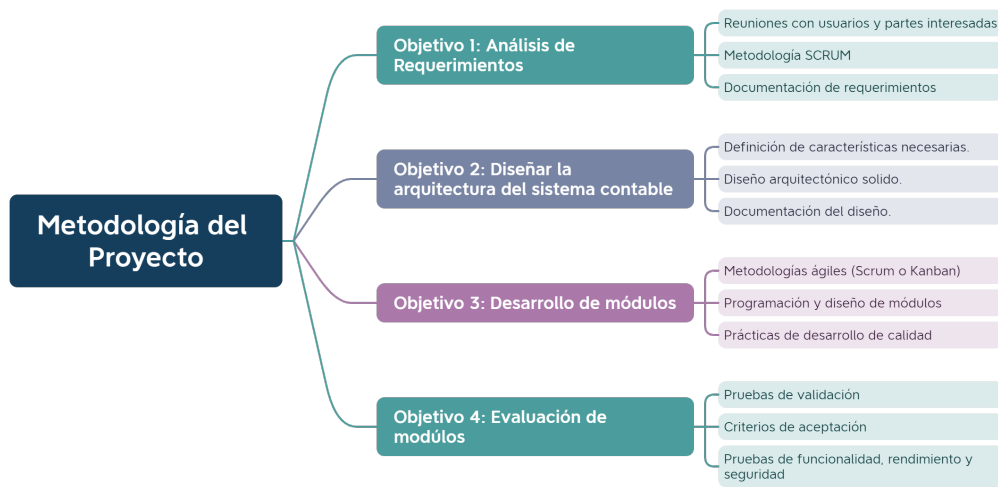 Metodología del
Proyecto
Objetivo 1: Análisis de
Requerimientos
Reuniones con usuarios y partes interesadas
Metodología SCRUM
Documentación de requerimientos
Objetivo 2: Diseñar la
arquitectura del sistema contable
Definición de características necesarias.
Diseño arquitectónico solido.
Documentación del diseño.
Objetivo 3: Desarrollo de módulos
Metodologías ágiles (Scrum o Kanban)
Programación y diseño de módulos
Prácticas de desarrollo de calidad
Objetivo 4: Evaluación de
modúlos
Pruebas de validación
Criterios de aceptación
Pruebas de funcionalidad, rendimiento y
seguridad